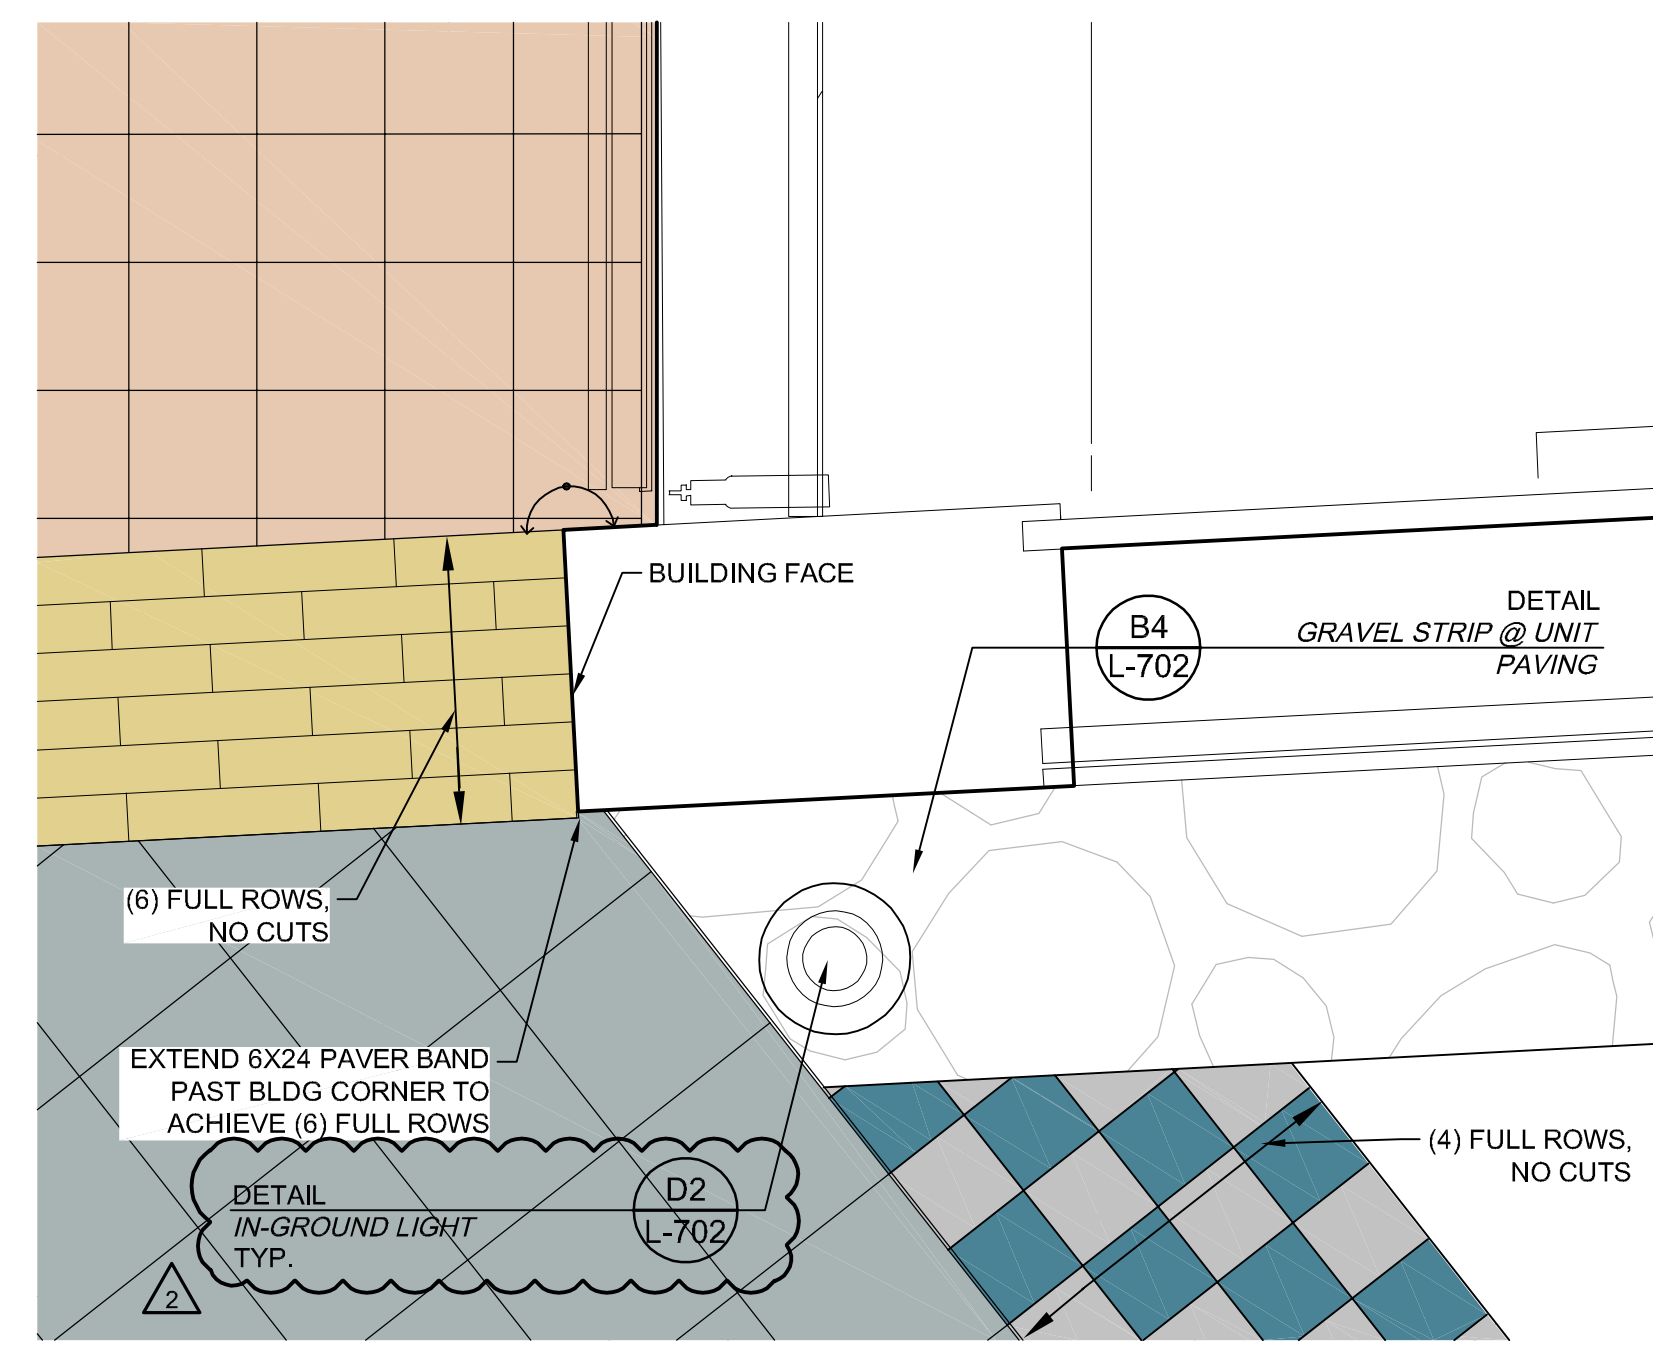 BUILDING FACE
B4
L-702
DETAIL
GRAVEL STRIP @ UNIT
PAVING
(6) FULL ROWS,
NO CUTS
EXTEND 6X24 PAVER BAND
PAST BLDG CORNER TO
ACHIEVE (6) FULL ROWS
(4) FULL ROWS,
NO CUTS
DETAIL
IN-GROUND LIGHT
TYP.
D2
L-702
2